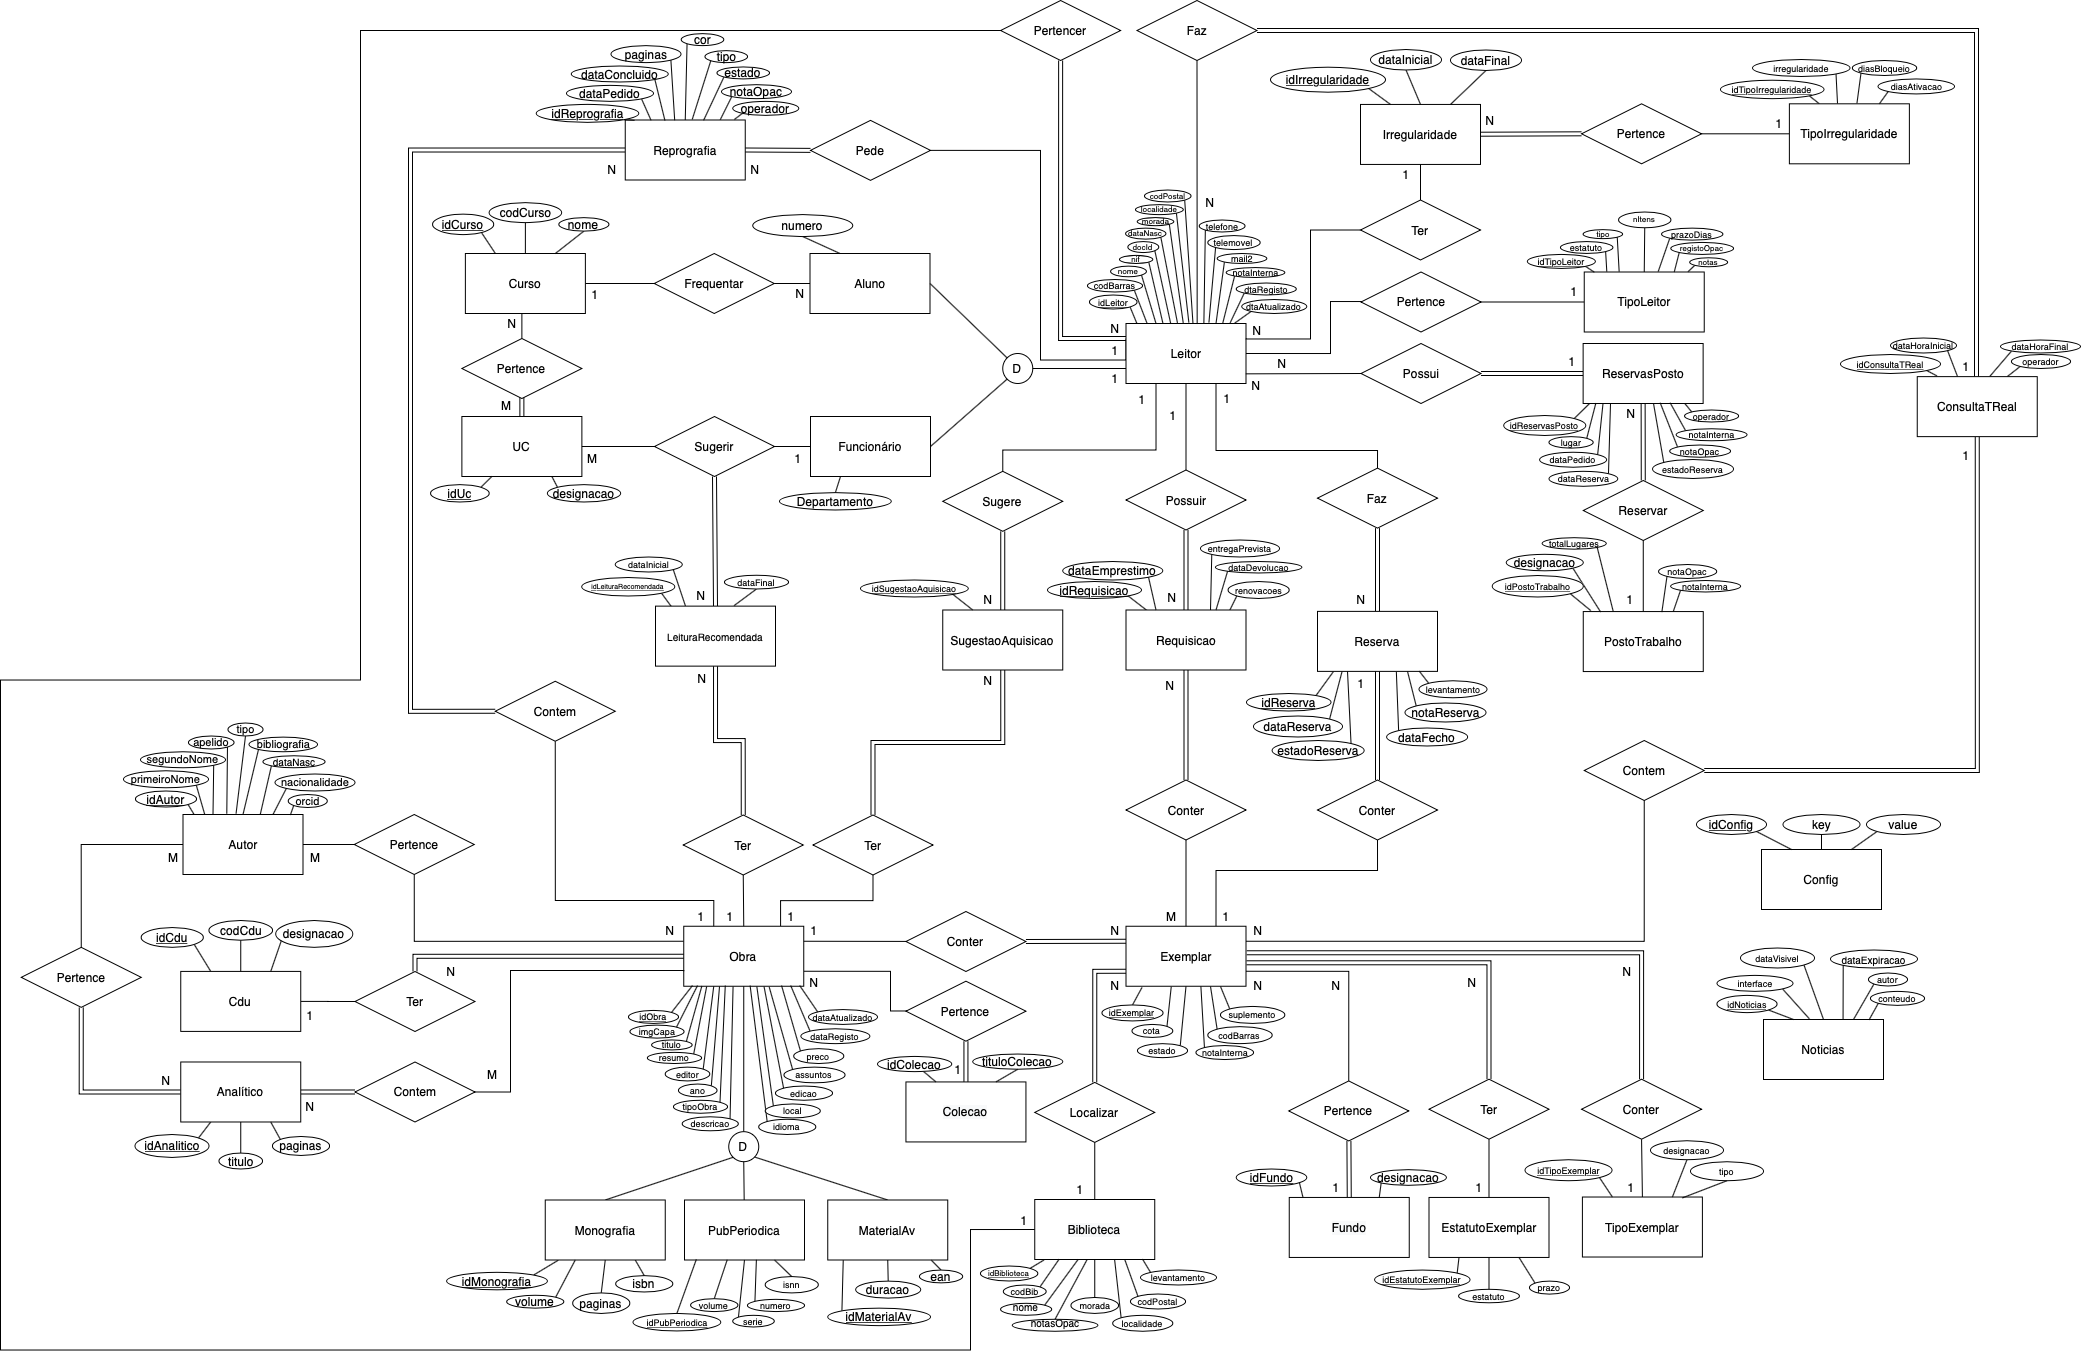 Pertencer
Faz
cor
paginas
tipo
dataConcluido
estado
dataPedido
notaOpac
idReprografia
operador
Reprografia
N
N
Pede
dataInicial
dataFinal
idIrregularidade
Irregularidade
N
Pertence
1
irregularidade
diasBloqueio
idTipoIrregularidade
diasAtivacao
TipoIrregularidade
1
Ter
codCurso
idCurso
nome
Curso
1
Frequentar
N
numero
Aluno
N
Pertence
M
UC
idUc
designacao
M
Sugerir
1
Funcionário
Departamento
D
N
codPostal
localidade
morada
dataNasc
docId
nif
nome
codBarras
idLeitor
telefone
telemovel
mail2
notaInterna
dtaRegisto
dtaAtualizado
Leitor
N
1
1
N
N
N
1
1
1
Pertence
1
nItens
tipo
prazoDias
estatuto
registoOpac
idTipoLeitor
notas
TipoLeitor
Possui
1
ReservasPosto
N
idReservasPosto
lugar
dataPedido
dataReserva
operador
notaInterna
notaOpac
estadoReserva
Reservar
1
totalLugares
designacao
idPostoTrabalho
notaOpac
notaInterna
PostoTrabalho
dataHoraInicial
idConsultaTReal
1
dataHoraFinal
operador
ConsultaTReal
1
Sugere
Possuir
Faz
dataInicial
idLeituraRecomendada
dataFinal
N
LeituraRecomendada
N
idSugestaoAquisicao
N
SugestaoAquisicao
N
entregaPrevista
dataEmprestimo
dataDevolucao
idRequisicao
renovacoes
N
Requisicao
N
N
Reserva
1
idReserva
dataReserva
estadoReserva
levantamento
notaReserva
dataFecho
Contem
Contem
tipo
apelido
bibliografia
segundoNome
dataNasc
primeiroNome
nacionalidade
idAutor
orcid
Autor
M
M
Pertence
Ter
Ter
Conter
Conter
idConfig
key
value
Config
N
1
1
1
1
Obra
N
Conter
N
M
1
N
Exemplar
N
N
N
N
N
idCdu
codCdu
designacao
Cdu
1
Ter
N
Pertence
N
Analítico
N
Contem
M
idAnalitico
titulo
paginas
idObra
imgCapa
titulo
resumo
editor
ano
tipoObra
descricao
dataAtualizado
dataRegisto
preco
assuntos
edicao
local
idioma
Pertence
1
idColecao
tituloColecao
Colecao
idExemplar
cota
estado
suplemento
codBarras
notaInterna
dataVisivel
dataExpiracao
interface
autor
idNoticias
conteudo
Noticias
Localizar
1
Pertence
1
Ter
1
Conter
1
D
Monografia
idMonografia
volume
paginas
isbn
PubPeriodica
idPubPeriodica
volume
serie
numero
isnn
MaterialAv
idMaterialAv
duracao
ean
1
Biblioteca
idBiblioteca
codBib
nome
notasOpac
morada
levantamento
codPostal
localidade
idFundo
designacao
Fundo
EstatutoExemplar
idEstatutoExemplar
estatuto
prazo
idTipoExemplar
designacao
tipo
TipoExemplar